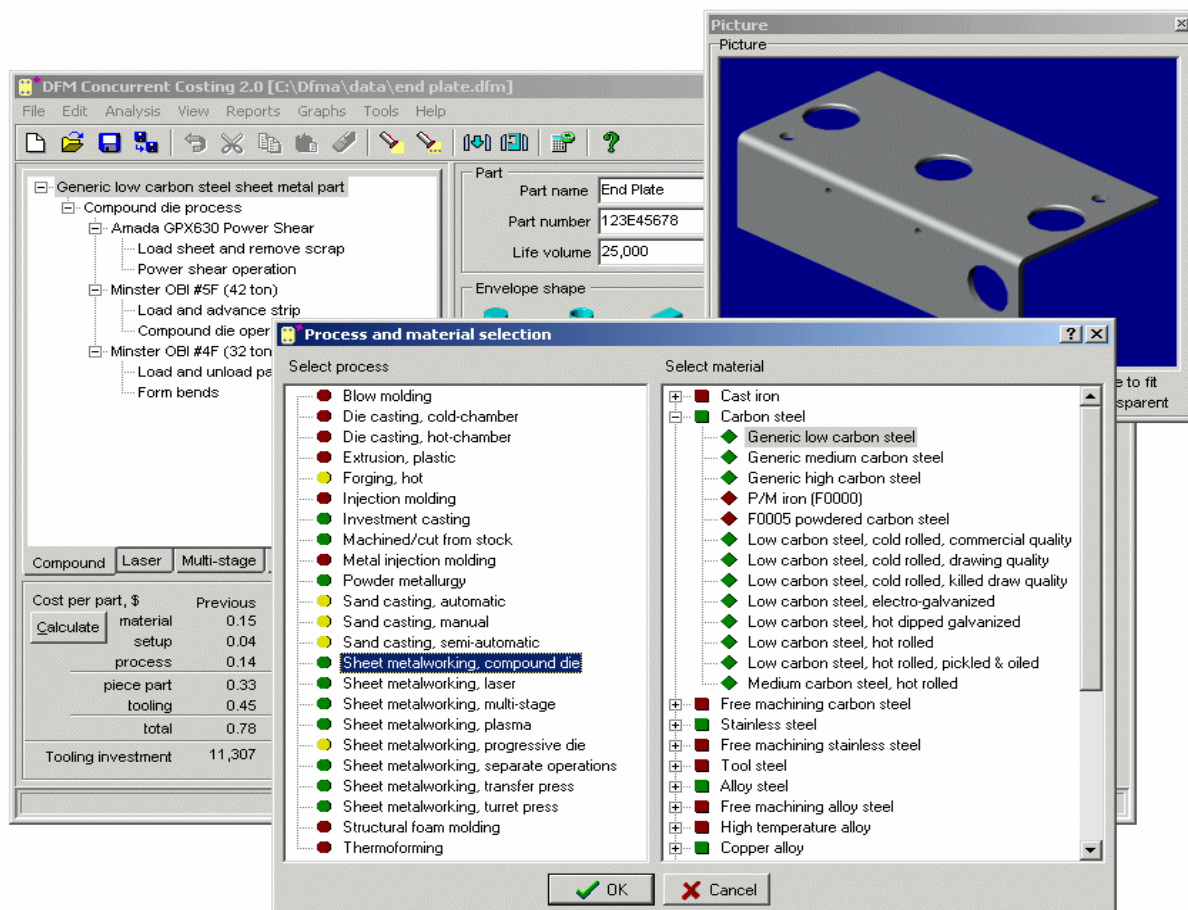 Picture
Picture
DFM Concurrent Costing 2.0 [C:\Dfma\data\end plate.dfm]
File Edit Analysis View Reports Graphs Tools Help
Generic low carbon steel sheet metal part
Compound die process
Amada GPX630 Power Shear
Load sheet and remove scrap
Power shear operation
Minster OBI #5F (42 ton)
Load and advance strip
Compound die oper
Minster OBI #4F (32 ton
Load and unload pa
Form bends
Compound Laser Multi-stage
Cost per part, $ Previous
Calculate
material 0.15
setup 0.04
process 0.14
piece part 0.33
tooling 0.45
total 0.78
Tooling investment 11,307
Part
Part name End Plate
Part number 123E45678
Life volume 25,000
Envelope shape
e to fit
sparent
Process and material selection
Select process
Blow molding
Die casting, cold-chamber
Die casting, hot-chamber
Extrusion, plastic
Forging, hot
Injection molding
Investment casting
Machined/cut from stock
Metal injection molding
Powder metallurgy
Sand casting, automatic
Sand casting, manual
Sand casting, semi-automatic
Sheet metalworking, compound die
Sheet metalworking, laser
Sheet metalworking, multi-stage
Sheet metalworking, plasma
Sheet metalworking, progressive die
Sheet metalworking, separate operations
Sheet metalworking, transfer press
Sheet metalworking, turret press
Structural foam molding
Thermoforming
Select material
Cast iron
Carbon steel
Generic low carbon steel
Generic medium carbon steel
Generic high carbon steel
P/M iron (F0000)
F0005 powdered carbon steel
Low carbon steel, cold rolled, commercial quality
Low carbon steel, cold rolled, drawing quality
Low carbon steel, cold rolled, killed draw quality
Low carbon steel, electro-galvanized
Low carbon steel, hot dipped galvanized
Low carbon steel, hot rolled
Low carbon steel, hot rolled, pickled & oiled
Medium carbon steel, hot rolled
Free machining carbon steel
Stainless steel
Free machining stainless steel
Tool steel
Alloy steel
Free machining alloy steel
High temperature alloy
Copper alloy
OK Cancel